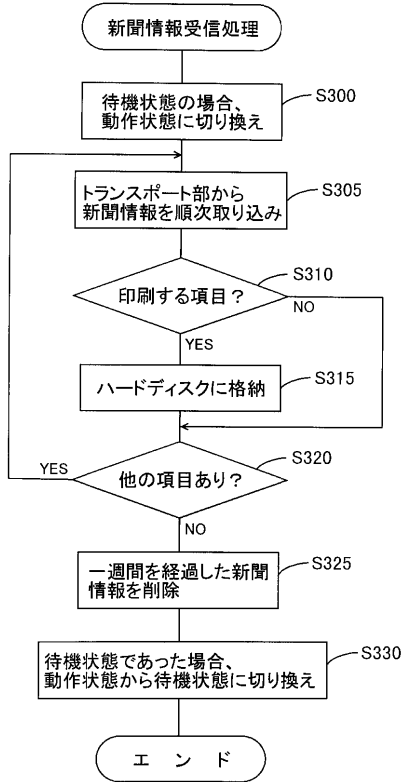 新聞情報受信処理
待機状態の場合、
動作状態に切り換え
S300
トランスポート部から
新聞情報を順次取り込み
S305
印刷する項目？
S310
NO
YES
ハードディスクに格納
S315
他の項目あり？
S320
YES
NO
一週間を経過した新聞
情報を削除
S325
待機状態であった場合、
動作状態から待機状態に切り換え
S330
エ　ン　ド